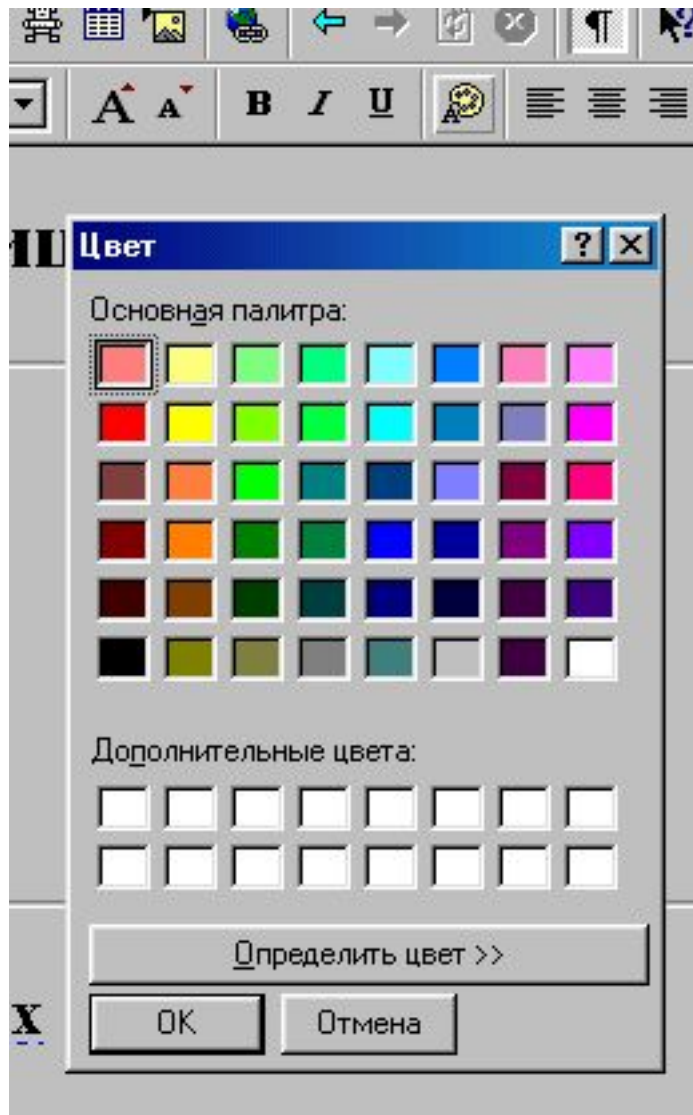 A A B I U
Цвет
Основная палитра:
Дополнительные цвета:
Определить цвет >>
х
OK Отмена